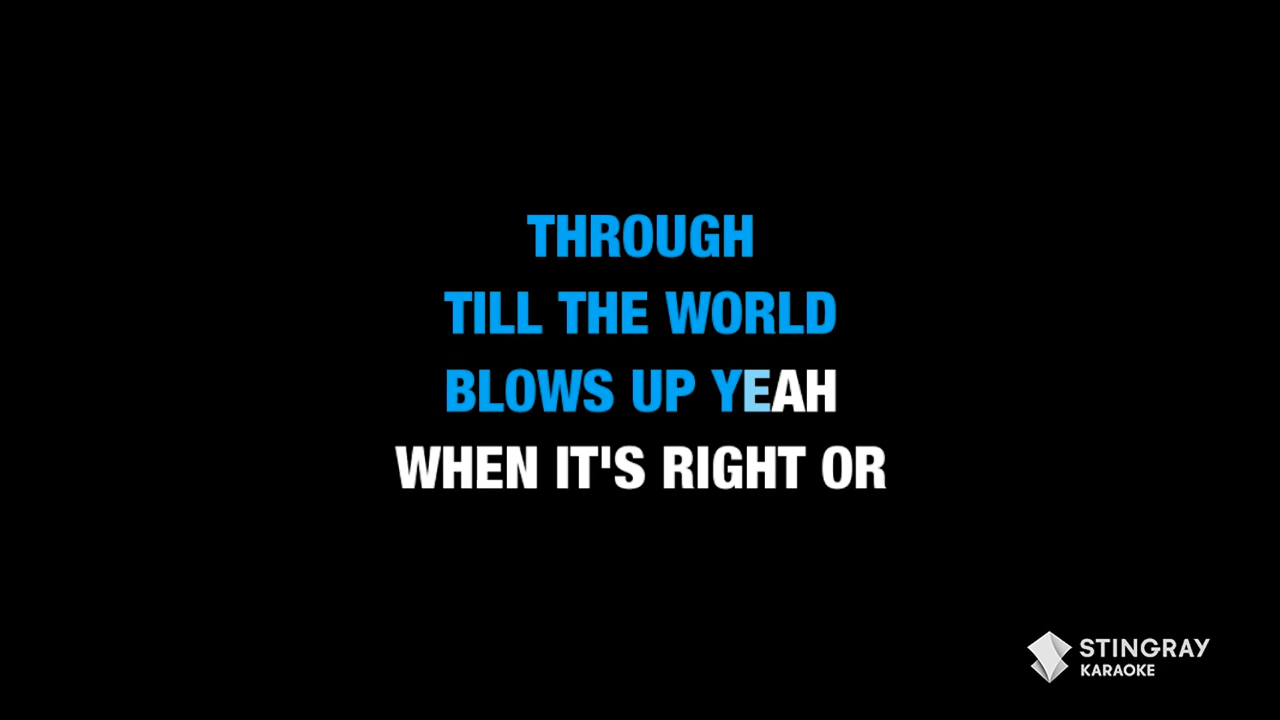 THROUGH
TILL THE WORLD
BLOWS UP YEAH
WHEN IT'S RIGHT OR
STINGRAY
KARAOKE